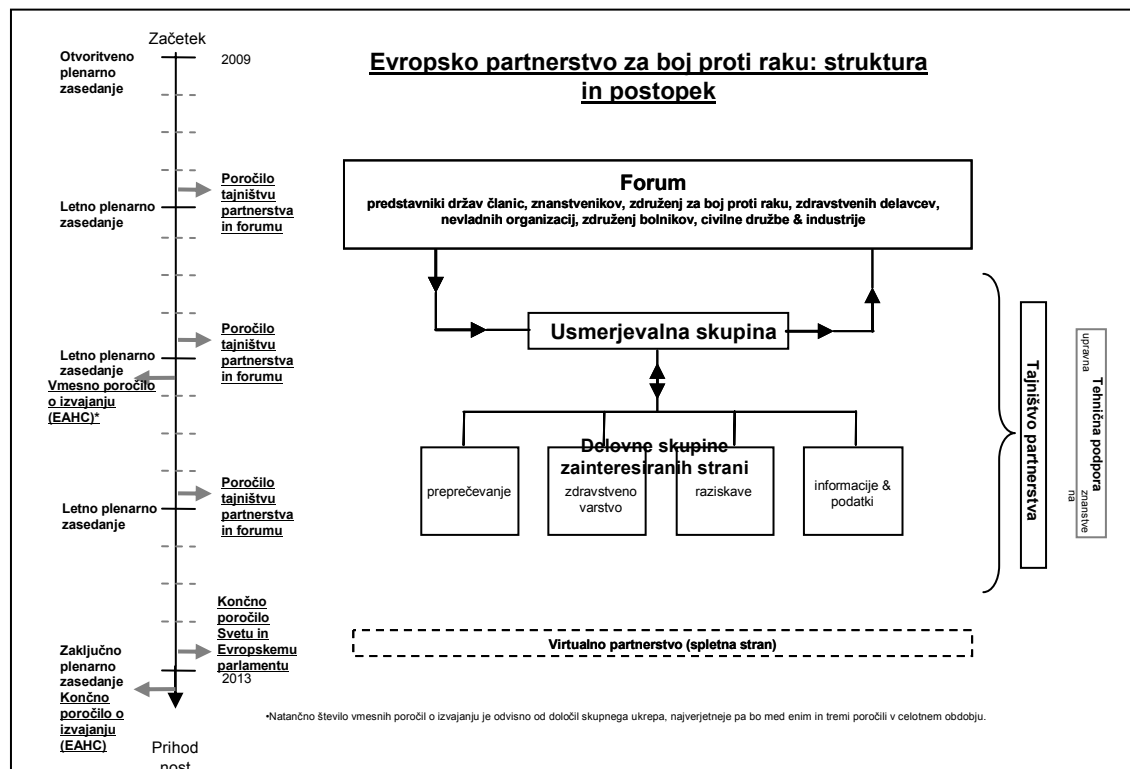 Začetek
Otvoritveno
plenarno
zasedanje
2009
Poročilo
tajništvu
partnerstva
in forumu
Letno plenarno
zasedanje
Poročilo
tajništvu
partnerstva
in forumu
Letno plenarno
zasedanje
Vmesno poročilo
o izvajanju
(EAHC)*
Poročilo
tajništvu
partnerstva
in forumu
Letno plenarno
zasedanje
Končno
poročilo
Svetu in
Evropskemu
parlamentu
2013
Zaključno
plenarno
zasedanje
Končno
poročilo o
izvajanju
(EAHC)
Prihod
nost
Evropsko partnerstvo za boj proti raku: struktura
in postopek
Forum
predstavniki držav članic, znanstvenikov, združenj za boj proti raku, zdravstvenih delavcev,
nevladnih organizacij, združenj bolnikov, civilne družbe & industrije
Usmerjevalna skupina
Delovne skupine
zainteresiranih strani
preprečevanje
zdravstveno
varstvo
raziskave
informacije &
podatki
Tajništvo partnerstva
Tehnična podpora
upravna
znanstve
na
Virtualno partnerstvo (spletna stran)
*Natančno število vmesnih poročil o izvajanju je odvisno od določil skupnega ukrepa, najverjetneje pa bo med enim in tremi poročili v celotnem obdobju.